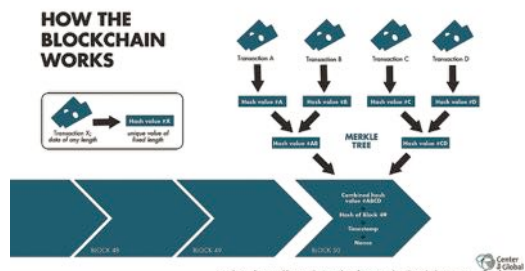 HOW THE
BLOCKCHAIN
WORKS
Transaction A
Transaction B
Transaction C
Transaction D
Hash value #A
Hash value #B
Hash value #C
Hash value #D
Transaction X;
data of any length
Hash value #X
unique value of
fixed length
Hash value #AB
MERKLE
TREE
Hash value #CD
Combined hash
value #ABCD
Hash of Block 49
Timestamp
Nonce
BLOCK 48
BLOCK 49
BLOCK 50
Center
Global